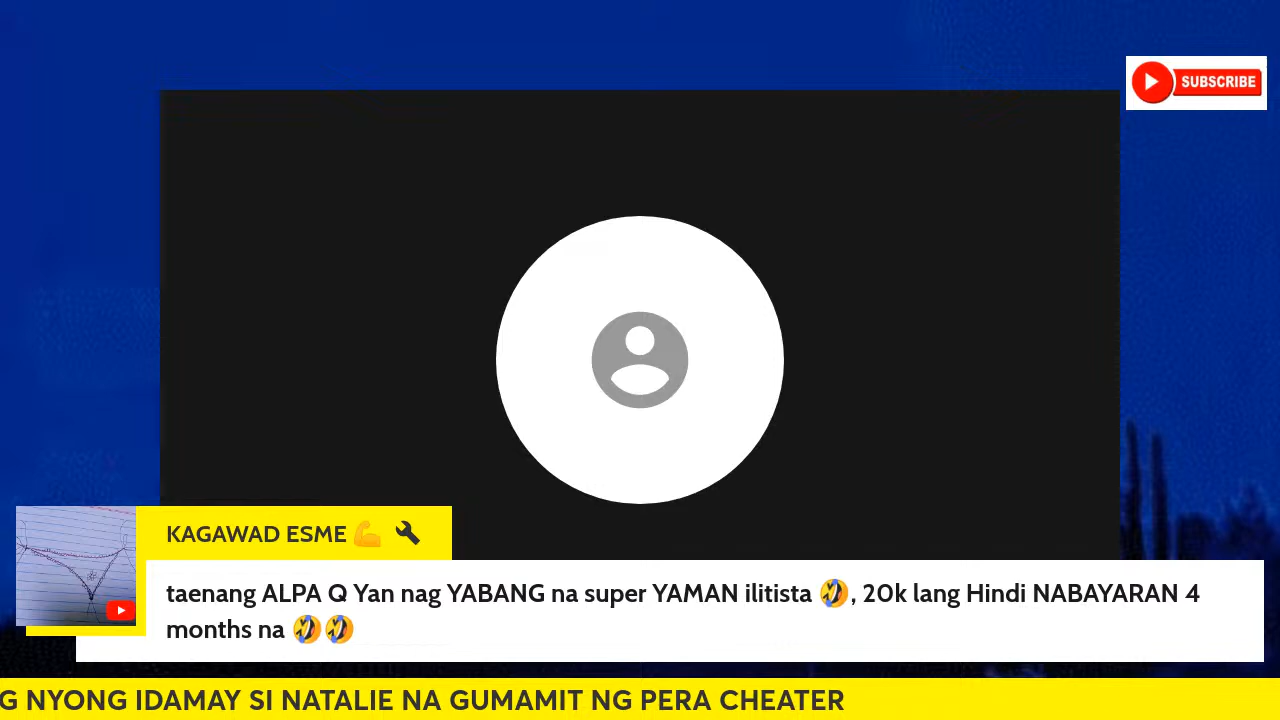 SUBSCRIBE
KAGAWAD ESME 💪 🔧
taenang ALPA Q Yan nag YABANG na super YAMAN ilitista 🤣, 20k lang Hindi NABAYARAN 4
months na 🤣🤣
G NYONG IDAMAY SI NATALIE NA GUMAMIT NG PERA CHEATER